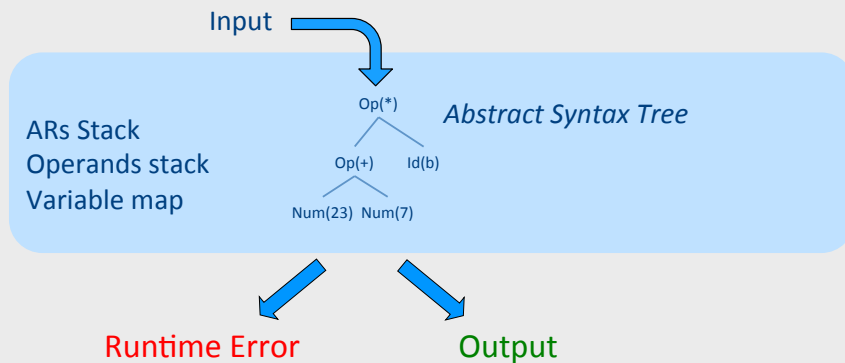 Input
Op(*)
Abstract Syntax Tree
ARs Stack
Operands stack
Variable map
Op(+) Id(b)
Num(23) Num(7)
Runtime Error
Output